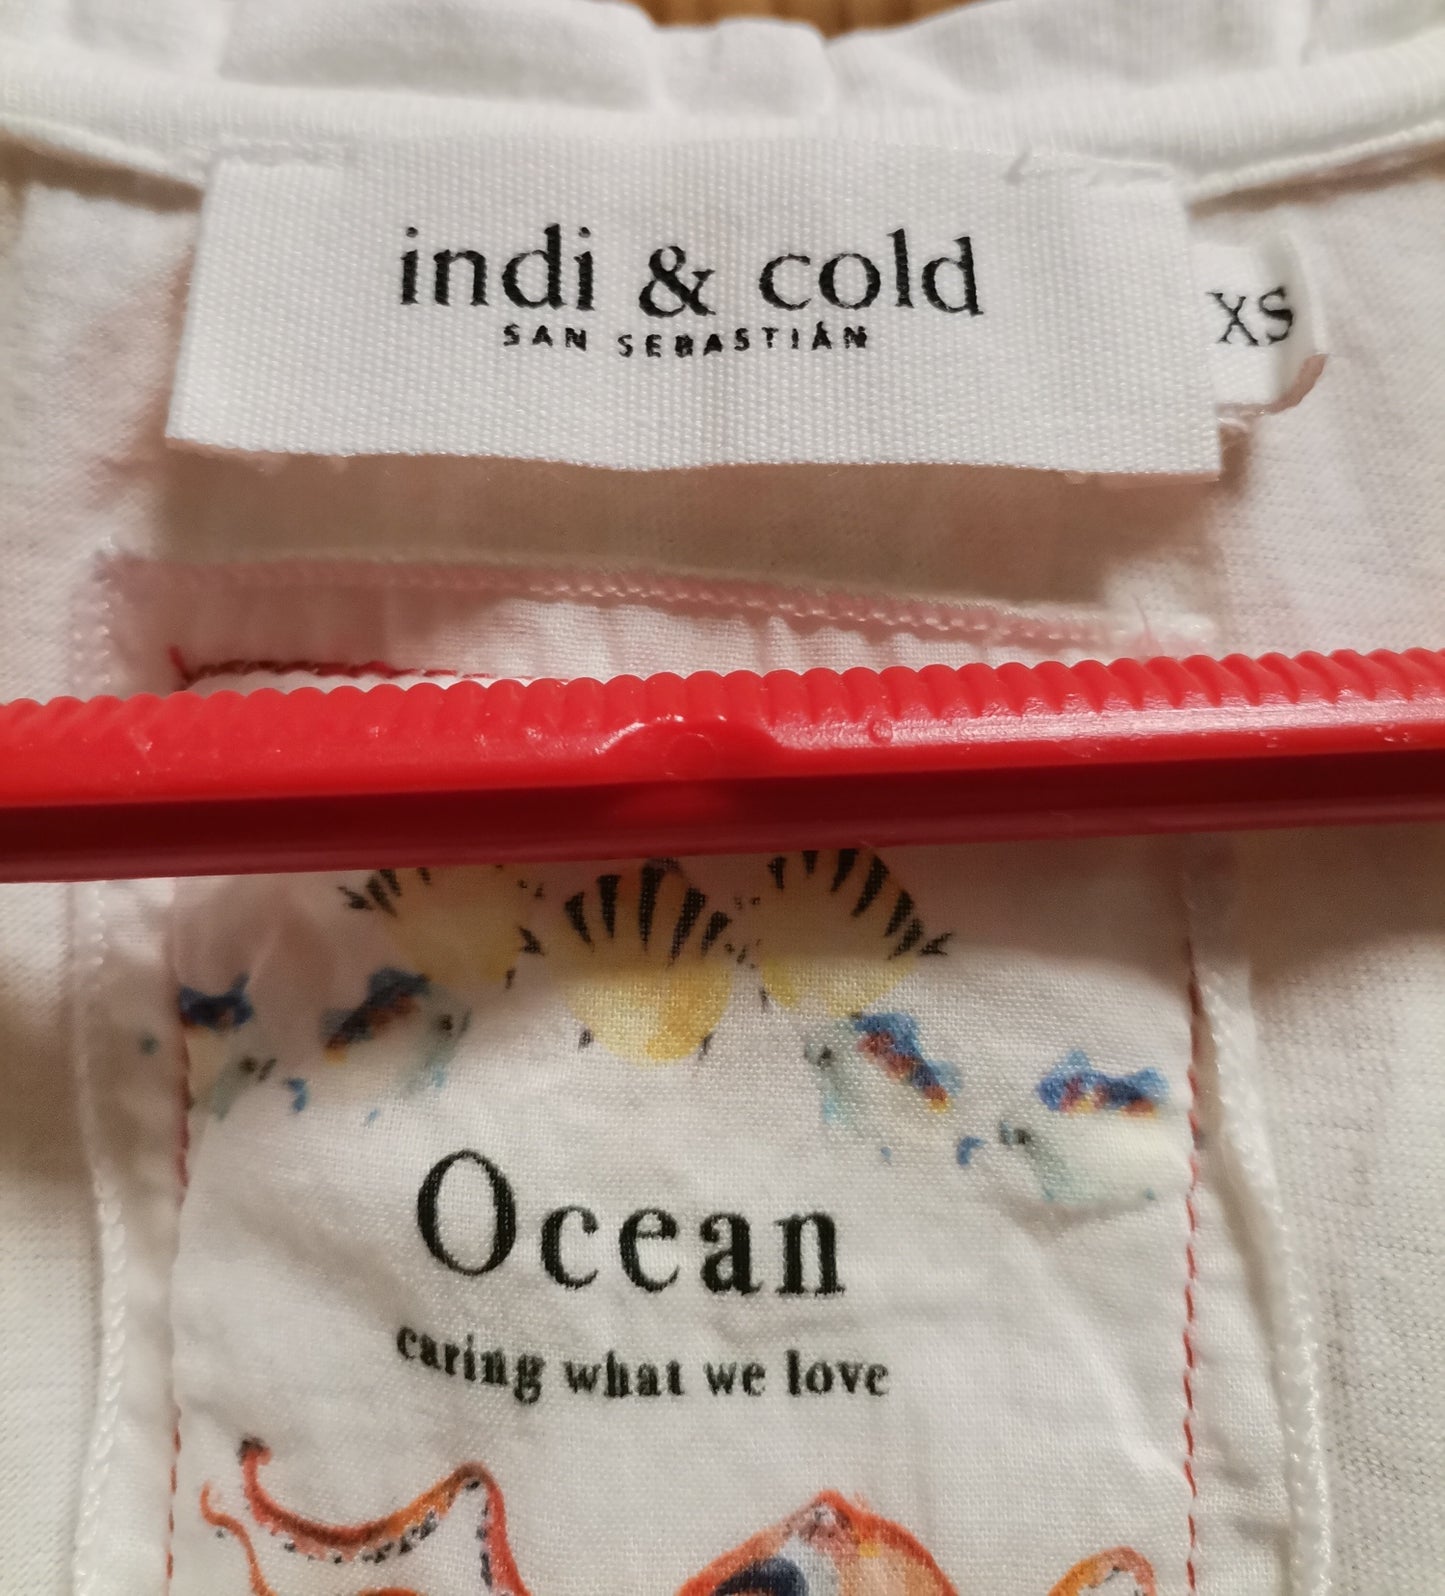 indi & cold
SAN SEBASTIÁN
XS
Ocean
caring what we love